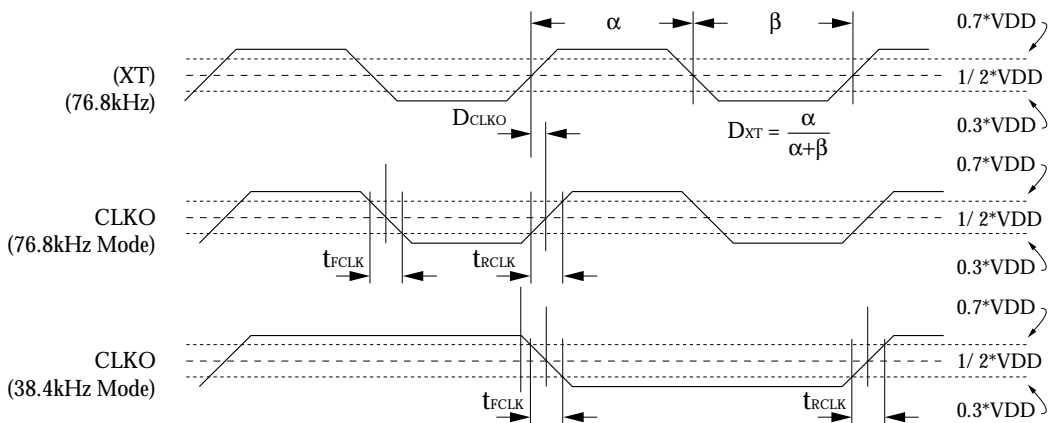 α
β
0.7*VDD
(XT)
(76.8kHz)
1/ 2*VDD
DCLKO
DXT = α
α+β
0.3*VDD
0.7*VDD
CLKO
(76.8kHz Mode)
1/ 2*VDD
tFCLK
tRCLK
0.3*VDD
0.7*VDD
CLKO
(38.4kHz Mode)
1/ 2*VDD
tFCLK
tRCLK
0.3*VDD